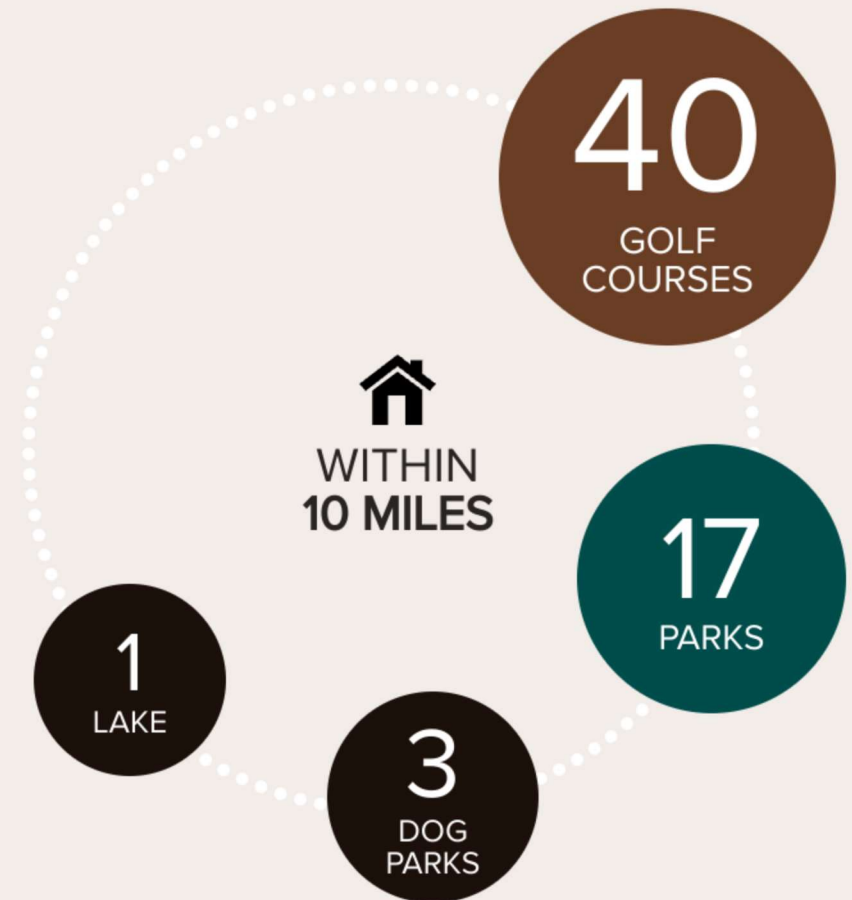 40
GOLF
COURSES
WITHIN
10 MILES
17
PARKS
1
LAKE
3
DOG
PARKS